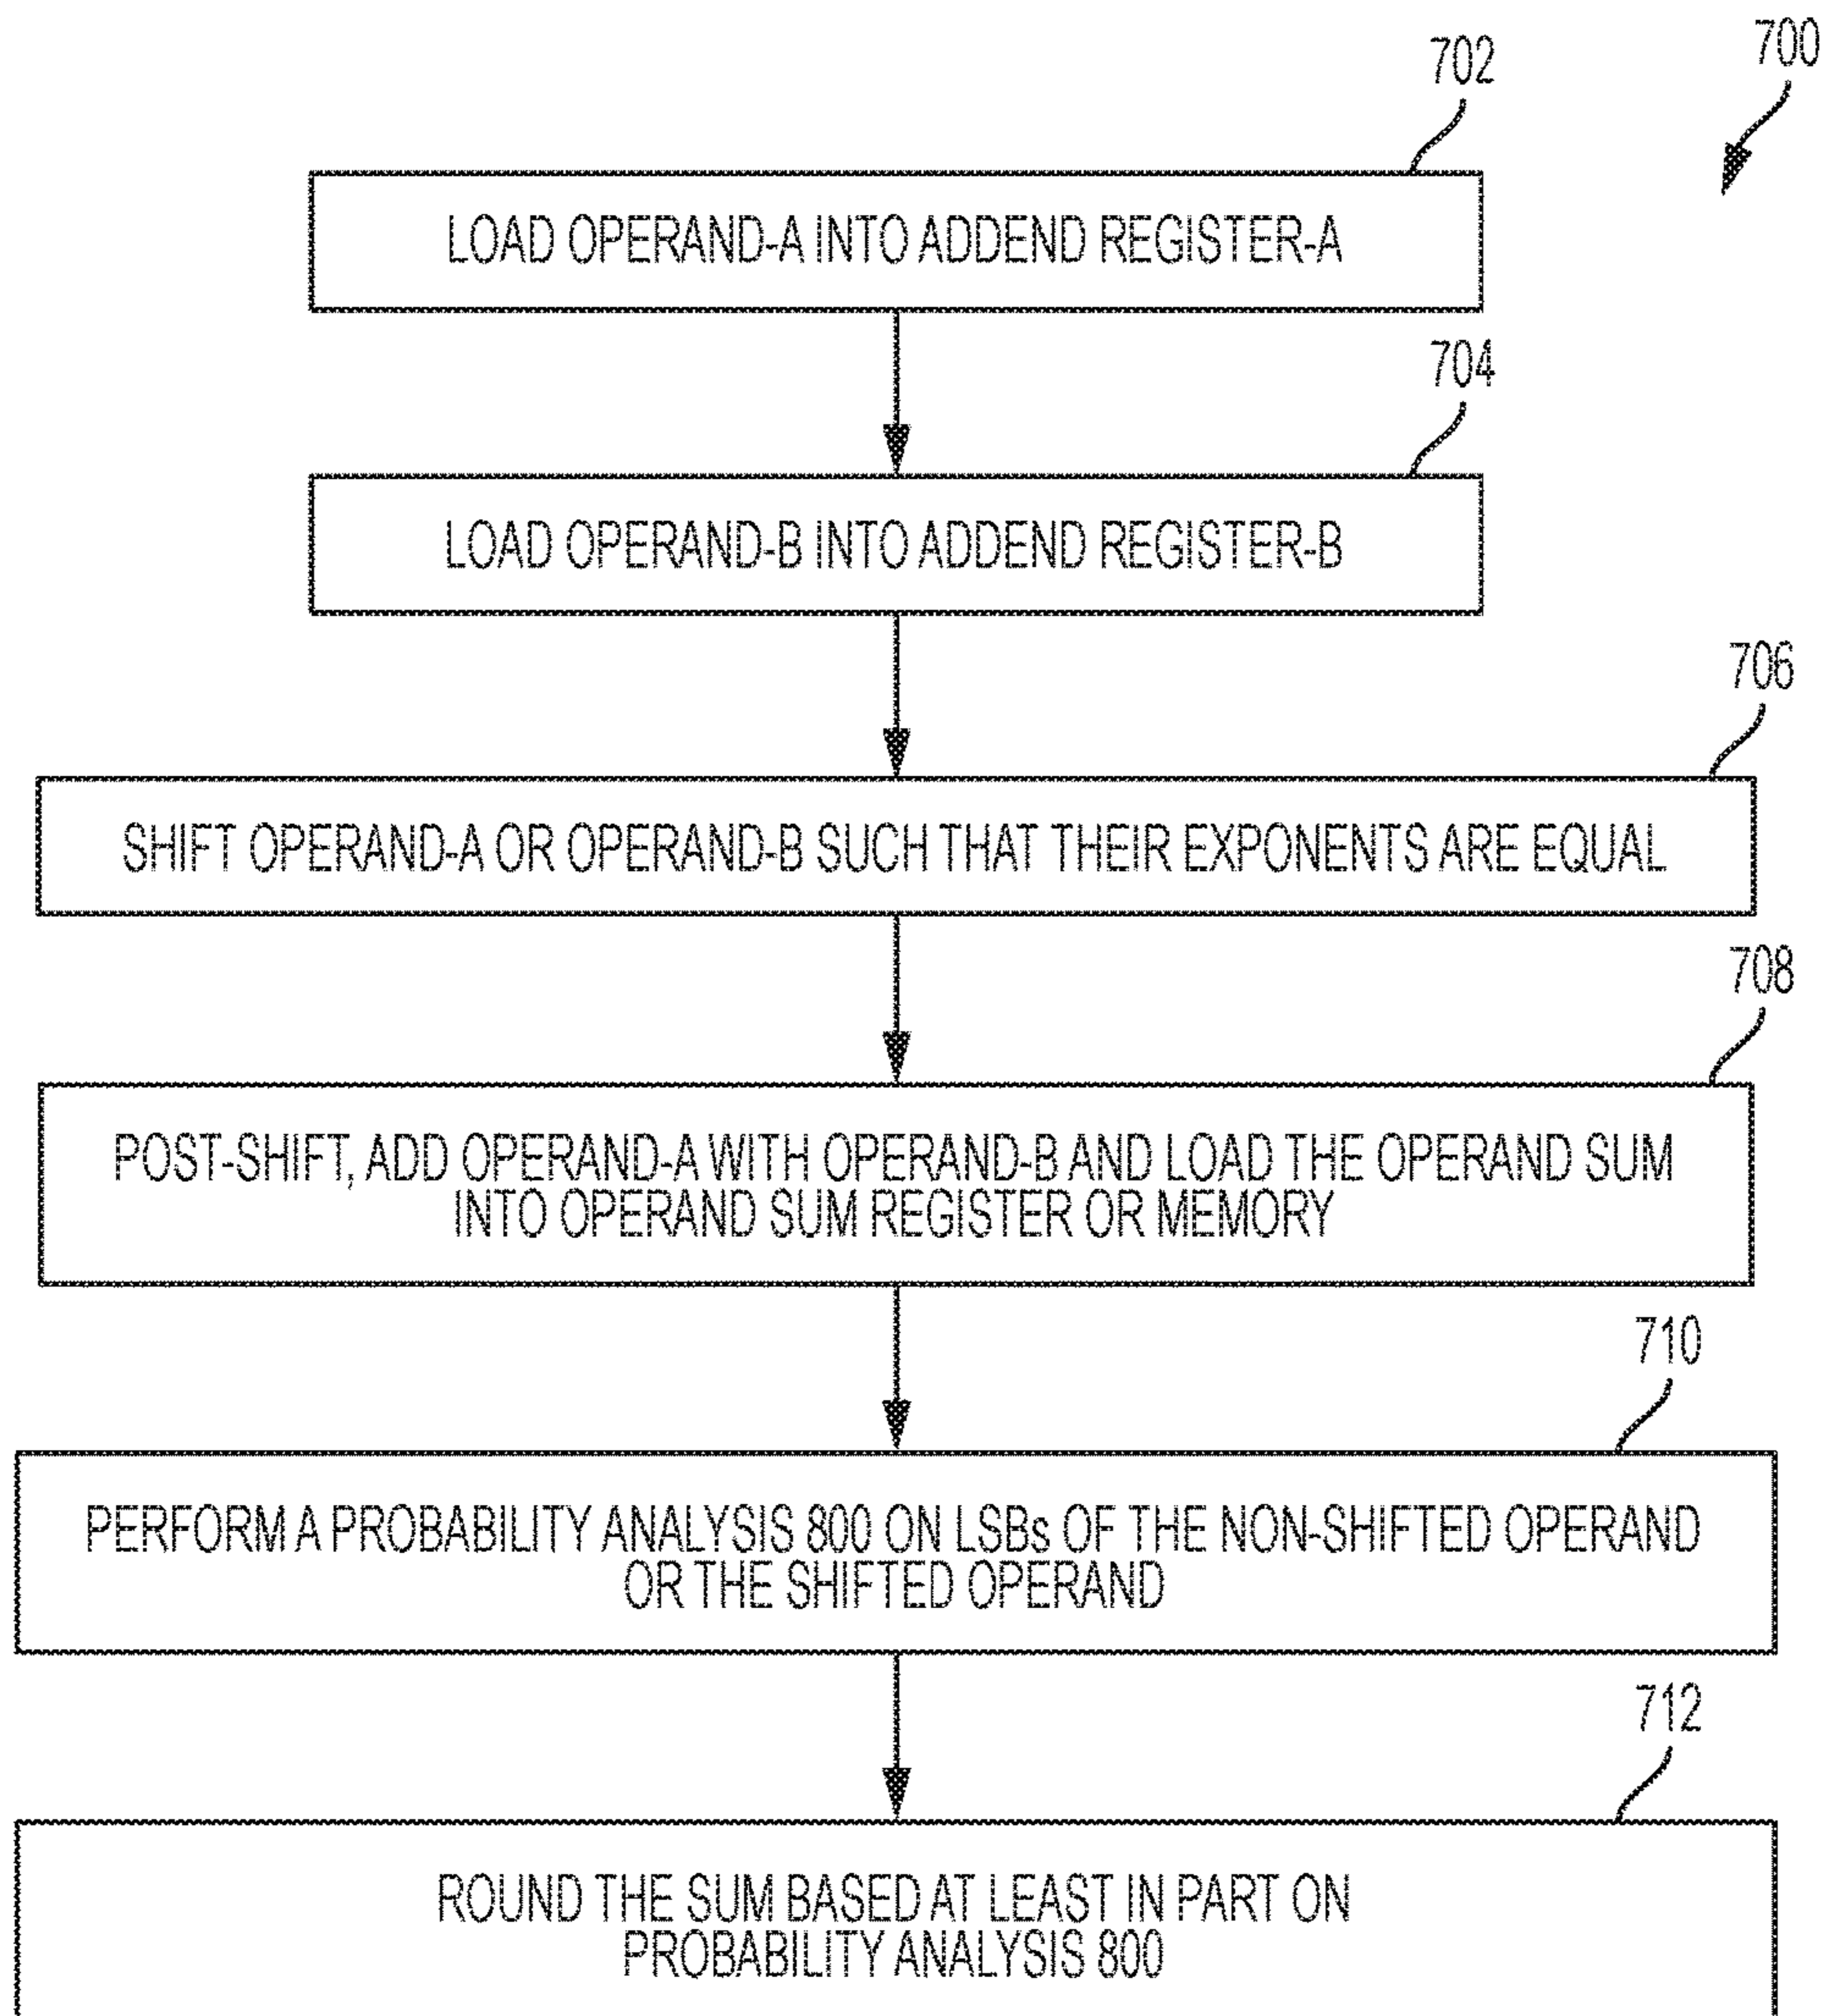 700
702
LOAD OPERAND-A INTO ADDEND REGISTER-A
704
LOAD OPERAND-B INTO ADDEND REGISTER-B
706
SHIFT OPERAND-A OR OPERAND-B SUCH THAT THEIR EXPONENTS ARE EQUAL
708
POST-SHIFT, ADD OPERAND-A WITH OPERAND-B AND LOAD THE OPERAND SUM
INTO OPERAND SUM REGISTER OR MEMORY
710
PERFORM A PROBABILITY ANALYSIS 800 ON LSBs OF THE NON-SHIFTED OPERAND
OR THE SHIFTED OPERAND
712
ROUND THE SUM BASED AT LEAST IN PART ON
PROBABILITY ANALYSIS 800